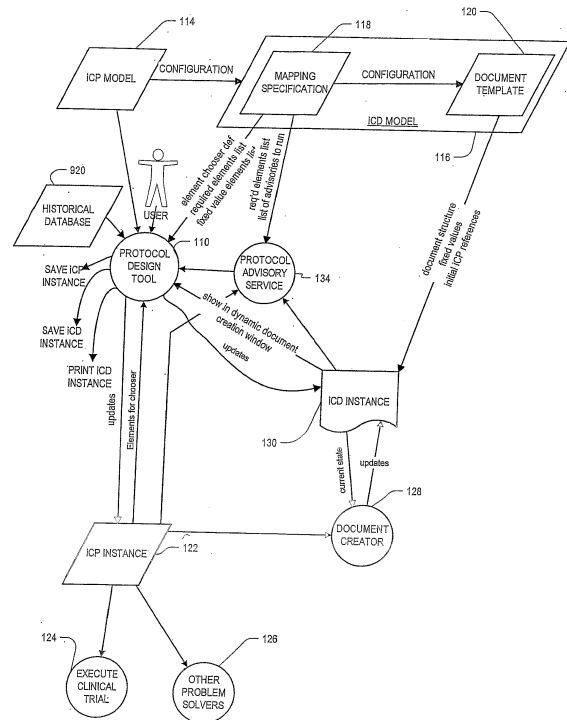 114
118
120
ICP MODEL
CONFIGURATION
MAPPING
SPECIFICATION
CONFIGURATION
DOCUMENT
TEMPLATE
ICD MODEL
116
element chooser def
required elements list
fixed value elements list
req'd elements list
list of advisories to run
document structure
fixed values
initial ICP references
920
HISTORICAL
DATABASE
USER
110
PROTOCOL
DESIGN
TOOL
PROTOCOL
ADVISORY
SERVICE
134
SAVE ICP
INSTANCE
SAVE ICD
INSTANCE
PRINT ICD
INSTANCE
show in dynamic document
creation window
updates
updates
Elements for chooser
ICD INSTANCE
130
current state
updates
128
DOCUMENT
CREATOR
ICP INSTANCE
122
124
EXECUTE
CLINICAL
TRIAL
126
OTHER
PROBLEM
SOLVERS